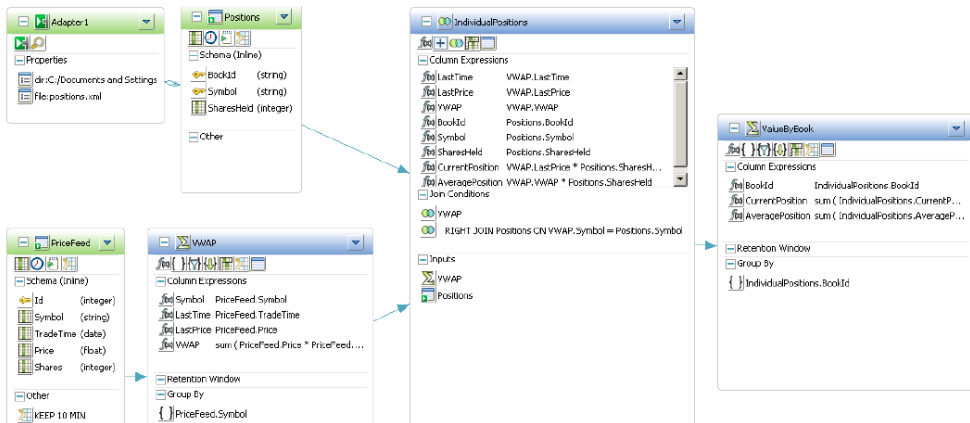 Adapter1
Properties
dir:C:/Documents and Settings
file:positions.xml
Positions
Schema (Inline)
BookId (string)
Symbol (string)
SharesHeld (integer)
Other
IndividualPositions
Column Expressions
LastTime VWAP.LastTime
LastPrice VWAP.LastPrice
VWAP VWAP.VWAP
BookId Positions.BookId
Symbol Positions.Symbol
SharesHeld Positions.SharesHeld
CurrentPosition VWAP.LastPrice * Positions.SharesH...
AveragePosition VWAP.VWAP * Positions.SharesHeld
Join Conditions
VWAP
RIGHT JOIN Positions ON VWAP.Symbol = Positions.Symbol
Inputs
VWAP
Positions
ValueByBook
Column Expressions
BookId IndividualPositions.BookId
CurrentPosition sum ( IndividualPositions.CurrentP...
AveragePosition sum ( IndividualPositions.AverageP...
Retention Window
Group By
{ } IndividualPositions.BookId
PriceFeed
Schema (Inline)
Id (integer)
Symbol (string)
TradeTime (date)
Price (float)
Shares (integer)
Other
KEEP 10 MIN
VWAP
Column Expressions
Symbol PriceFeed.Symbol
LastTime PriceFeed.TradeTime
LastPrice PriceFeed.Price
VWAP sum ( PriceFeed.Price * PriceFeed....
Retention Window
Group By
{ } PriceFeed.Symbol